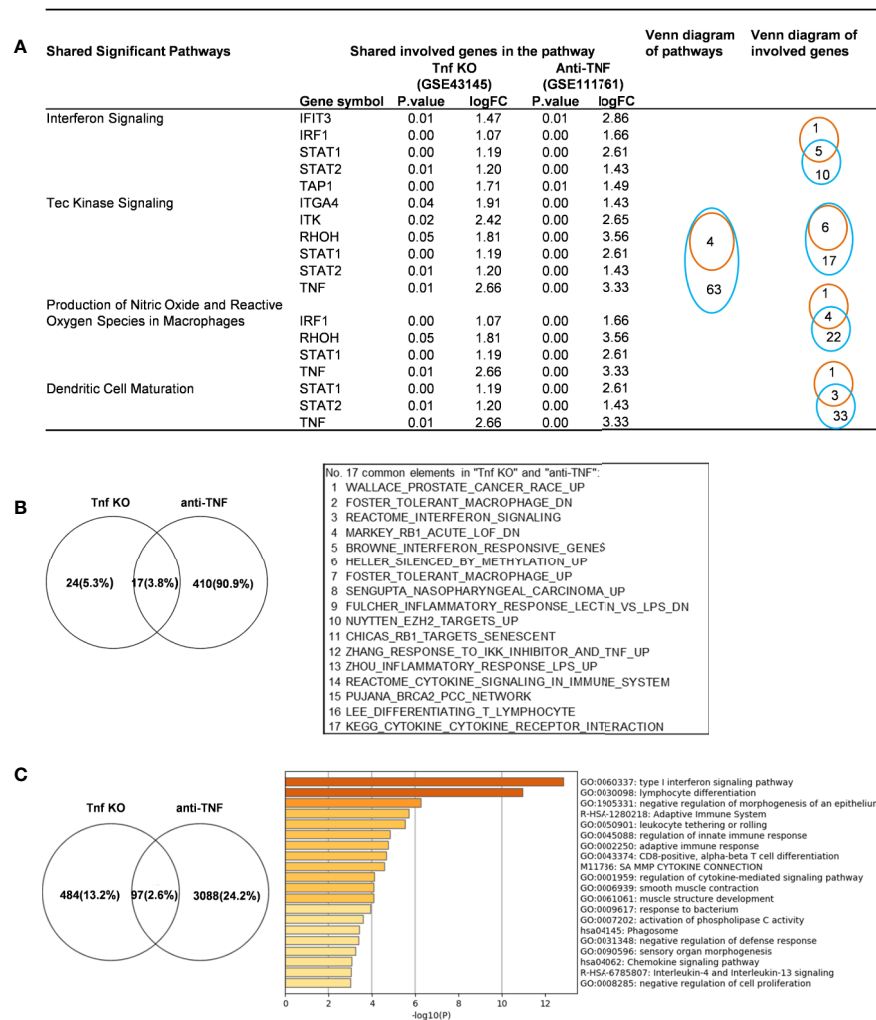 A
Shared Significant Pathways
Shared involved genes in the pathway
Venn diagram of pathways
Venn diagram of involved genes
Tnf KO (GSE43145)
Anti-TNF (GSE111761)
Gene symbol P.value logFC P.value logFC
Interferon Signaling IFIT3 0.01 1.47 0.01 2.86
IRF1 0.00 1.07 0.00 1.66
STAT1 0.00 1.19 0.00 2.61
STAT2 0.01 1.20 0.00 1.43
TAP1 0.00 1.71 0.01 1.49
1
5
10
Tec Kinase Signaling ITGA4 0.04 1.91 0.00 1.43
ITK 0.02 2.42 0.00 2.65
RHOH 0.05 1.81 0.00 3.56
STAT1 0.00 1.19 0.00 2.61
STAT2 0.01 1.20 0.00 1.43
TNF 0.01 2.66 0.00 3.33
4
63
6
17
Production of Nitric Oxide and Reactive
Oxygen Species in Macrophages IRF1 0.00 1.07 0.00 1.66
RHOH 0.05 1.81 0.00 3.56
STAT1 0.00 1.19 0.00 2.61
TNF 0.01 2.66 0.00 3.33
1
4
22
Dendritic Cell Maturation STAT1 0.00 1.19 0.00 2.61
STAT2 0.01 1.20 0.00 1.43
TNF 0.01 2.66 0.00 3.33
1
3
33
B
Tnf KO anti-TNF
24(5.3%) 17(3.8%) 410(90.9%)
No. 17 common elements in "Tnf KO" and "anti-TNF":
1 WALLACE_PROSTATE_CANCER_RACE_UP
2 FOSTER_TOLERANT_MACROPHAGE_DN
3 REACTOME_INTERFERON_SIGNALING
4 MARKEY_RB1_ACUTE_LOF_DN
5 BROWNE_INTERFERON_RESPONSIVE_GENES
6 HELLER_SILENCED_BY_METHYLATION_UP
7 FOSTER_TOLERANT_MACROPHAGE_UP
8 SENGUPTA_NASOPHARYNGEAL_CARCINOMA_UP
9 FULCHER_INFLAMMATORY_RESPONSE_LECTIN_VS_LPS_DN
10 NUYTTEN_EZH2_TARGETS_UP
11 CHICAS_RB1_TARGETS_SENESCENT
12 ZHANG_RESPONSE_TO_IKK_INHIBITOR_AND_TNF_UP
13 ZHOU_INFLAMMATORY_RESPONSE_LPS_UP
14 REACTOME_CYTOKINE_SIGNALING_IN_IMMUNE_SYSTEM
15 PUJANA_BRCA2_PCC_NETWORK
16 LEE_DIFFERENTIATING_T_LYMPHOCYTE
17 KEGG_CYTOKINE_CYTOKINE_RECEPTOR_INTERACTION
C
Tnf KO anti-TNF
484(13.2%) 97(2.6%) 3088(24.2%)
GO:0060337: type I interferon signaling pathway
GO:0030098: lymphocyte differentiation
GO:1905331: negative regulation of morphogenesis of an epithelium
R-HSA-1280218: Adaptive Immune System
GO:0050901: leukocyte tethering or rolling
GO:0045088: regulation of innate immune response
GO:0002250: adaptive immune response
GO:0043374: CD8-positive, alpha-beta T cell differentiation
M11736: SA MMP CYTOKINE CONNECTION
GO:0001959: regulation of cytokine-mediated signaling pathway
GO:0006939: smooth muscle contraction
GO:0061061: muscle structure development
GO:0009617: response to bacterium
GO:0007202: activation of phospholipase C activity
hsa04145: Phagosome
GO:0031348: negative regulation of defense response
GO:0090596: sensory organ morphogenesis
hsa04062: Chemokine signaling pathway
R-HSA-6785807: Interleukin-4 and Interleukin-13 signaling
GO:0008285: negative regulation of cell proliferation
0 2 4 6 8 10 12
-log10(P)